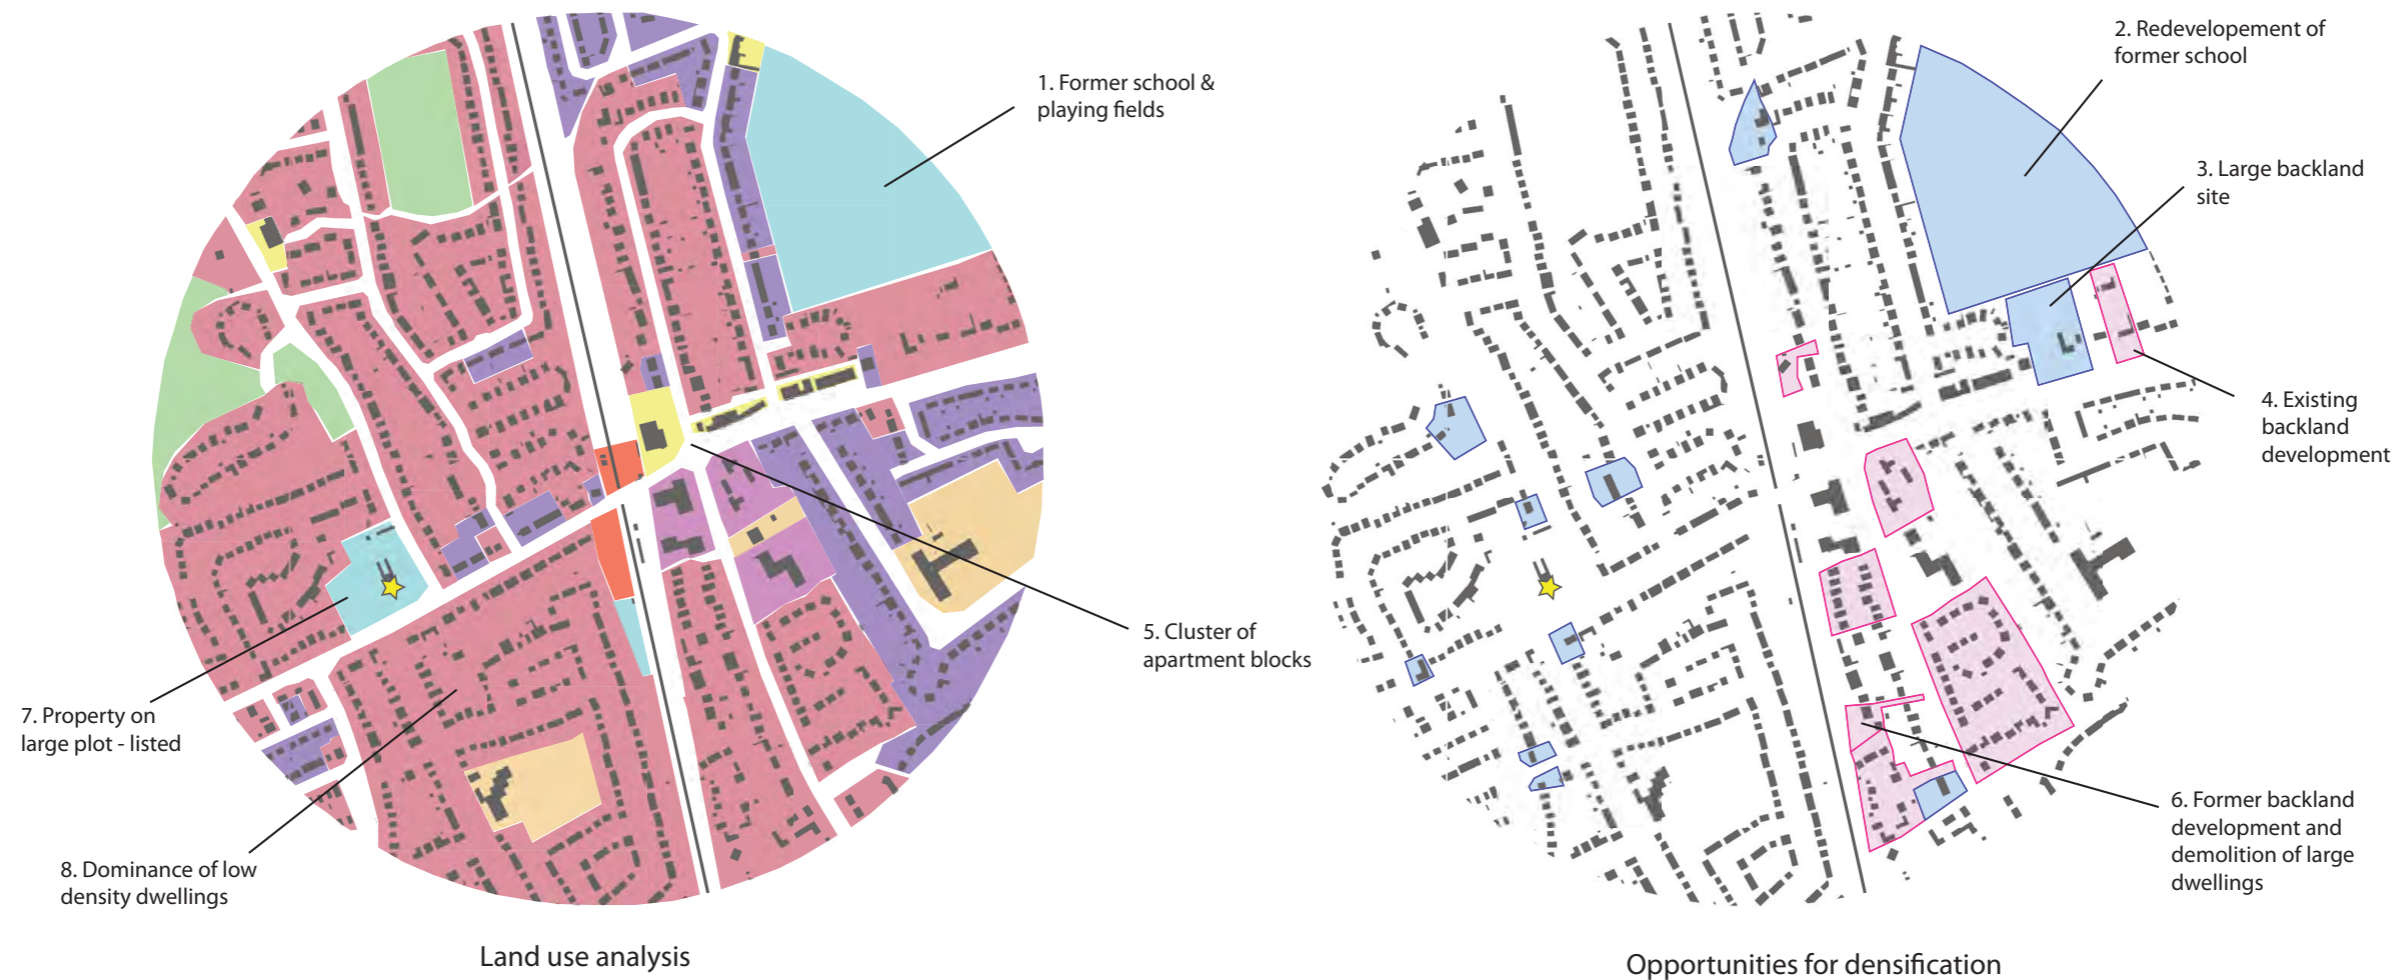 1. Former school &
playing fields
7. Property on
large plot - listed
8. Dominance of low
density dwellings
5. Cluster of
apartment blocks
Land use analysis
2. Redevelopement of
former school
3. Large backland
site
4. Existing
backland
development
6. Former backland
development and
demolition of large
dwellings
Opportunities for densification